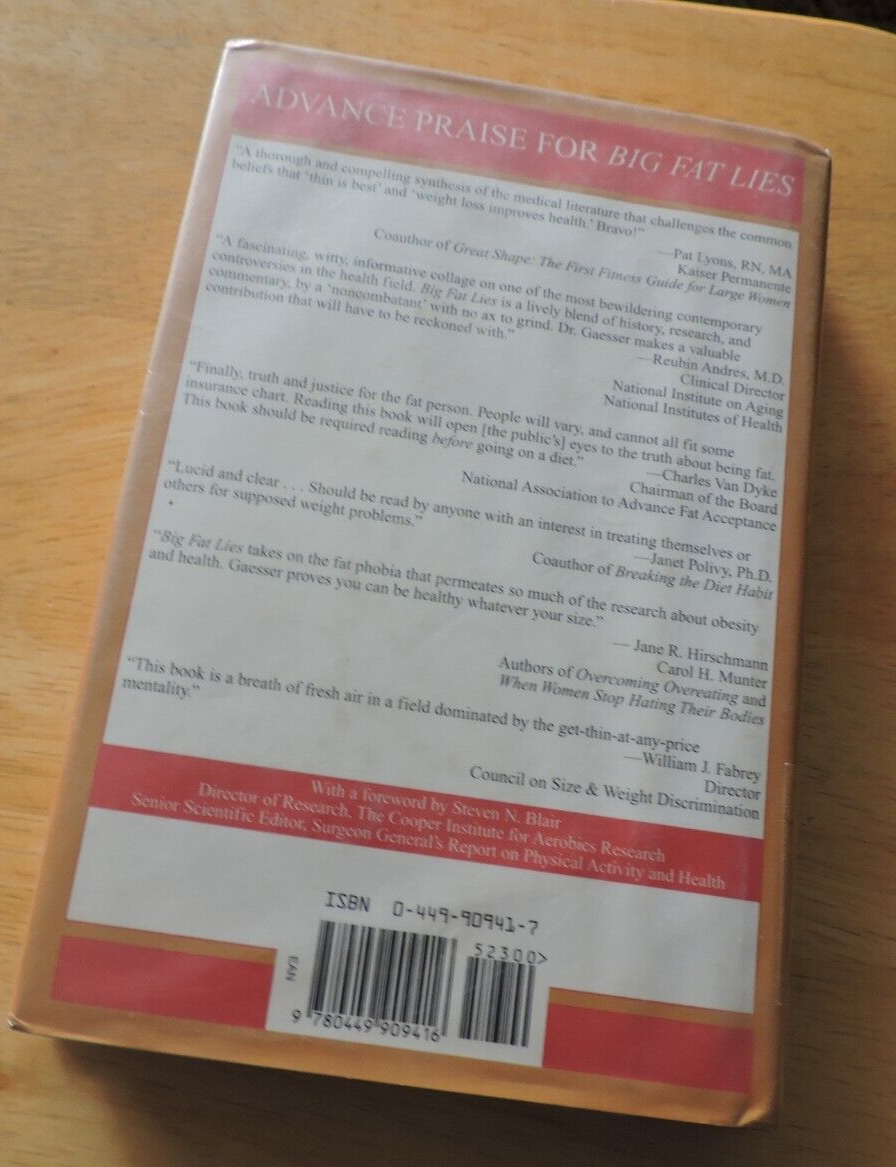 ADVANCE PRAISE FOR BIG FAT LIES
“A thorough and compelling synthesis of the medical literature that challenges the common
beliefs that ‘thin is best’ and ‘weight loss improves health.’ Bravo!”
—Pat Lyons, RN, MA
Kaiser Permanente
Coauthor of Great Shape: The First Fitness Guide for Large Women
“A fascinating, witty, informative collage on one of the most bewildering contemporary
controversies in the health field. Big Fat Lies is a lively blend of history, research, and
commentary, by a ‘noncombatant’ with no ax to grind. Dr. Gaesser makes a valuable
contribution that will have to be reckoned with.”
—Reubin Andres, M.D.
Clinical Director
National Institute on Aging
National Institutes of Health
“Finally, truth and justice for the fat person. People will vary, and cannot all fit some
insurance chart. Reading this book will open [the public’s] eyes to the truth about being fat.
This book should be required reading before going on a diet.”
—Charles Van Dyke
Chairman of the Board
National Association to Advance Fat Acceptance
“Lucid and clear . . . Should be read by anyone with an interest in treating themselves or
others for supposed weight problems.”
—Janet Polivy, Ph.D.
Coauthor of Breaking the Diet Habit
“Big Fat Lies takes on the fat phobia that permeates so much of the research about obesity
and health. Gaesser proves you can be healthy whatever your size.”
— Jane R. Hirschmann
Carol H. Munter
Authors of Overcoming Overeating and
When Women Stop Hating Their Bodies
“This book is a breath of fresh air in a field dominated by the get-thin-at-any-price
mentality.”
—William J. Fabrey
Director
Council on Size & Weight Discrimination
With a foreword by Steven N. Blair
Director of Research, The Cooper Institute for Aerobics Research
Senior Scientific Editor, Surgeon General’s Report on Physical Activity and Health
ISBN 0-449-90941-7
52300>
EAN
9 780449 909416